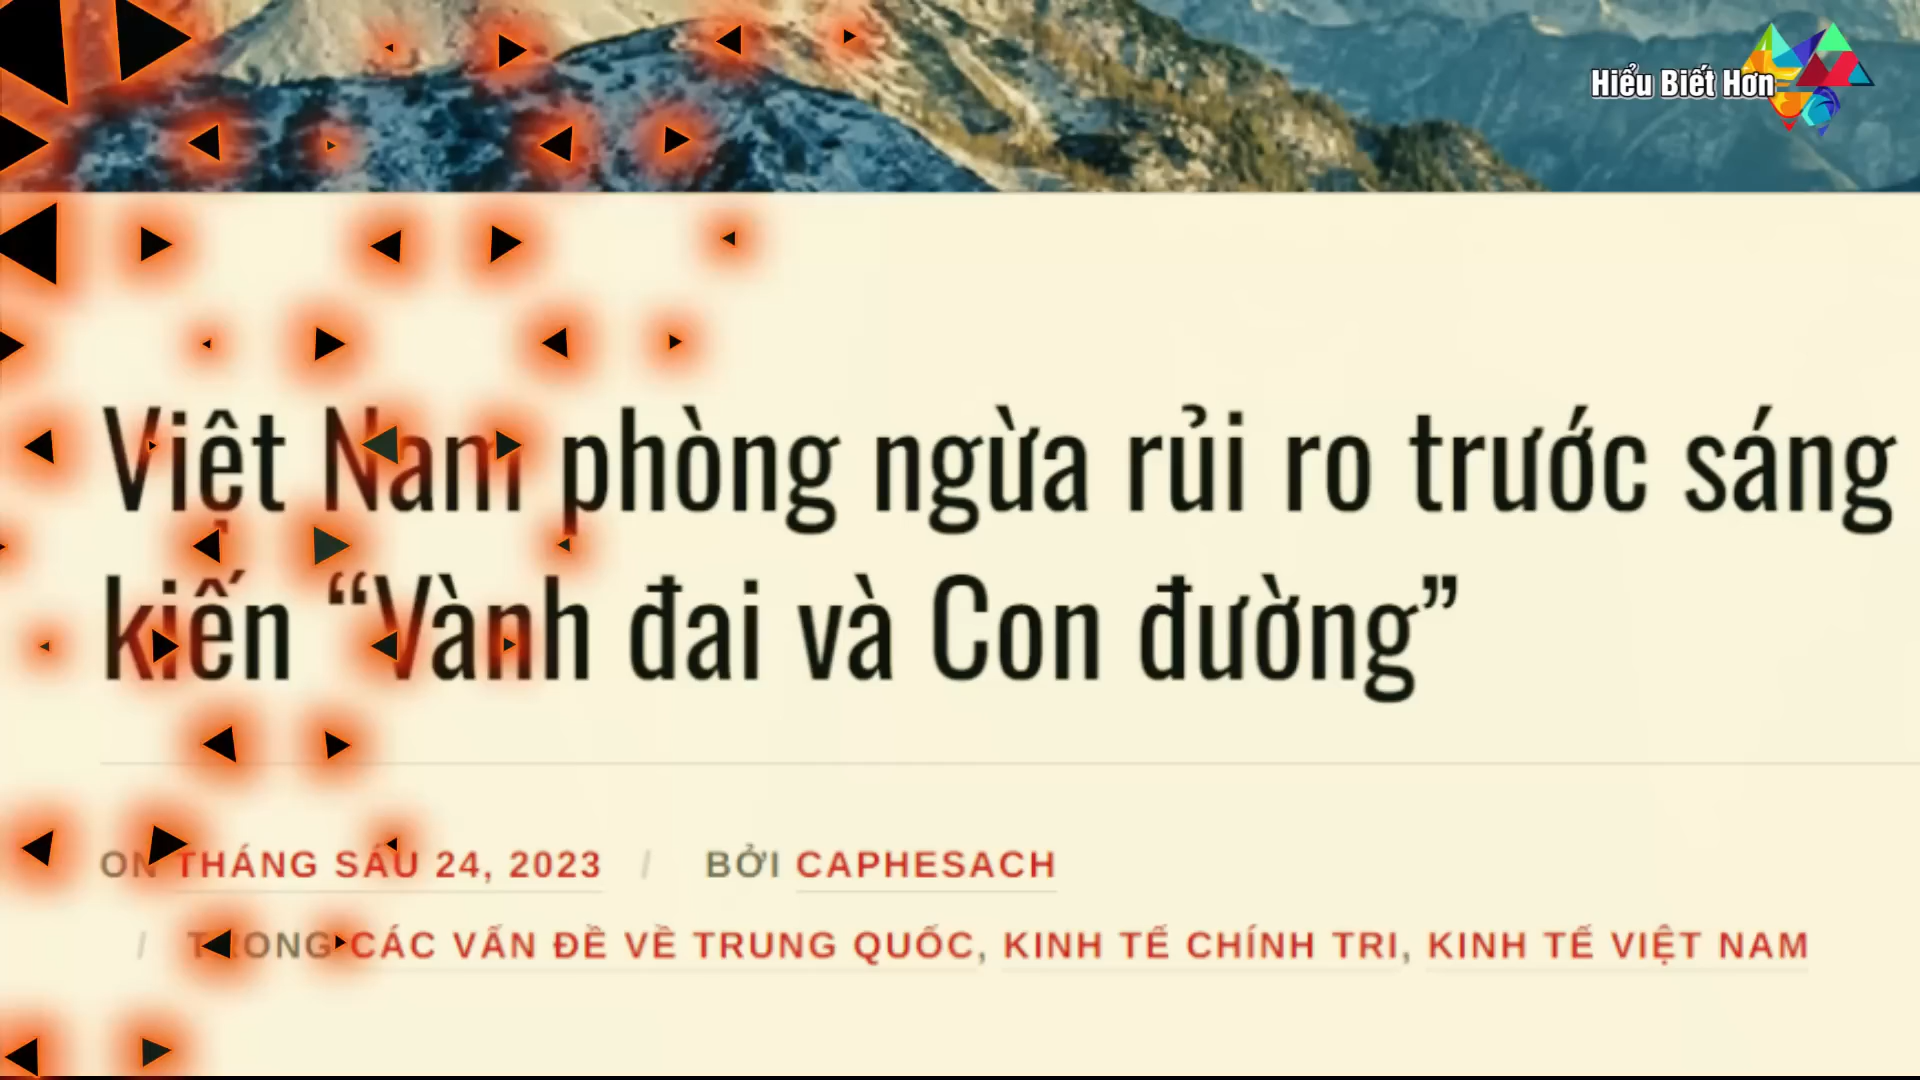 Hiểu Biết Hơn
Việt Nam phòng ngừa rủi ro trước sáng
kiến “Vành đai và Con đường”
ON THÁNG SÁU 24, 2023 / BỞI CAPHESACH
/ TRONG CÁC VẤN ĐỀ VỀ TRUNG QUỐC, KINH TẾ CHÍNH TRI, KINH TẾ VIỆT NAM